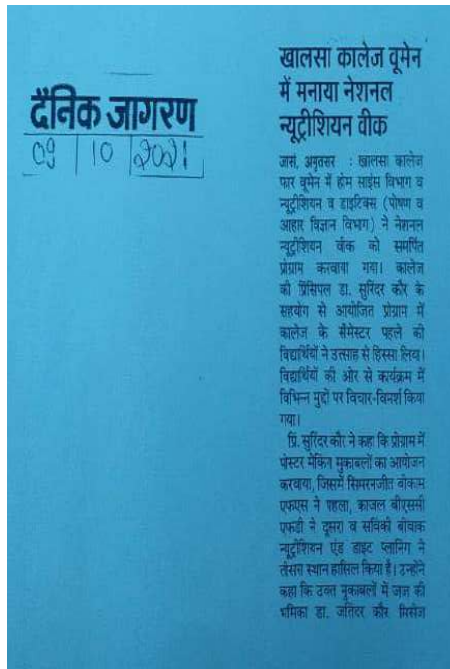 दैनिक जागरण
09 | 10 | 2021
खालसा कालेज वूमेन
में मनाया नेशनल
न्यूट्रीशियन वीक
जासं, अमृतसर : खालसा कालेज
फार वूमेन में होम साइंस विभाग व
न्यूट्रीशियन व डाइटिक्स (पोषण व
आहार विज्ञान विभाग) ने नेशनल
न्यूट्रीशियन वीक को समर्पित
प्रोग्राम करवाया गया। कालेज
की प्रिंसिपल डा. सुरिंदर कौर के
सहयोग से आयोजित प्रोग्राम में
कालेज के सैमेस्टर पहले की
विद्यार्थियों ने उत्साह से हिस्सा लिया।
विद्यार्थियों की ओर से कार्यक्रम में
विभिन्न मुद्दों पर विचार-विमर्श किया
गया।
प्रिं. सुरिंदर कौर ने कहा कि प्रोग्राम में
पोस्टर मेकिंग मुकाबलों का आयोजन
करवाया, जिसमें सिमरनजीत बीकाम
एफएस ने पहला, काजल बीएससी
एफडी ने दूसरा व सविकी बीवाक
न्यूट्रीशियन एंड डाइट प्लानिंग ने
तीसरा स्थान हासिल किया है। उन्होंने
कहा कि उक्त मुकाबलों में जज की
भूमिका डा. जतिंदर कौर मिसेज